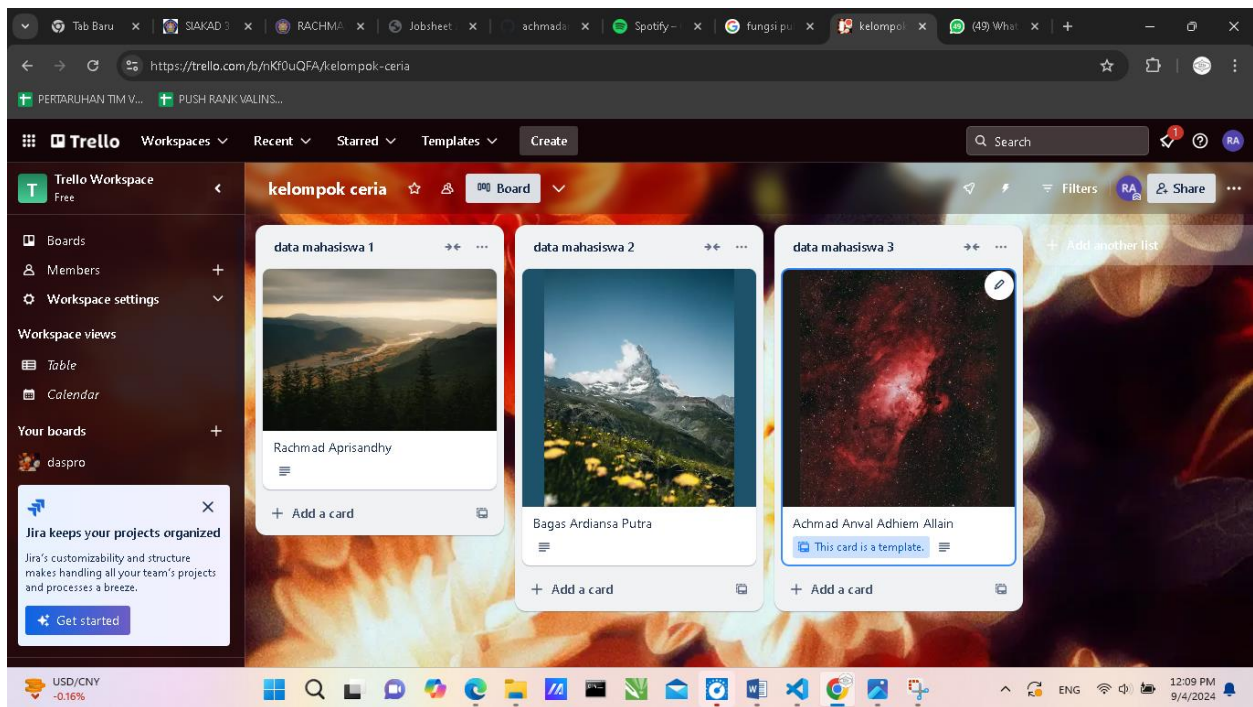 Tab Baru
SIAKAD 3
RACHMA
Jobsheet
achmada
Spotify –
fungsi pu
kelompok
(49) What
https://trello.com/b/nKf0uQFA/kelompok-ceria
PERTARUHAN TIM V...
PUSH RANK VALINS...
Trello
Workspaces
Recent
Starred
Templates
Create
Search
1
RA
T
Trello Workspace
Free
kelompok ceria
Board
Filters
RA
Share
Boards
Members
Workspace settings
Workspace views
Table
Calendar
Your boards
daspro
Jira keeps your projects organized
Jira's customizability and structure
makes handling all your team's projects
and processes a breeze.
Get started
data mahasiswa 1
Rachmad Aprisandhy
Add a card
data mahasiswa 2
Bagas Ardiansa Putra
Add a card
data mahasiswa 3
Achmad Anval Adhiem Allain
This card is a template.
Add a card
Add another list
USD/CNY
-0.16%
ENG
12:09 PM
9/4/2024